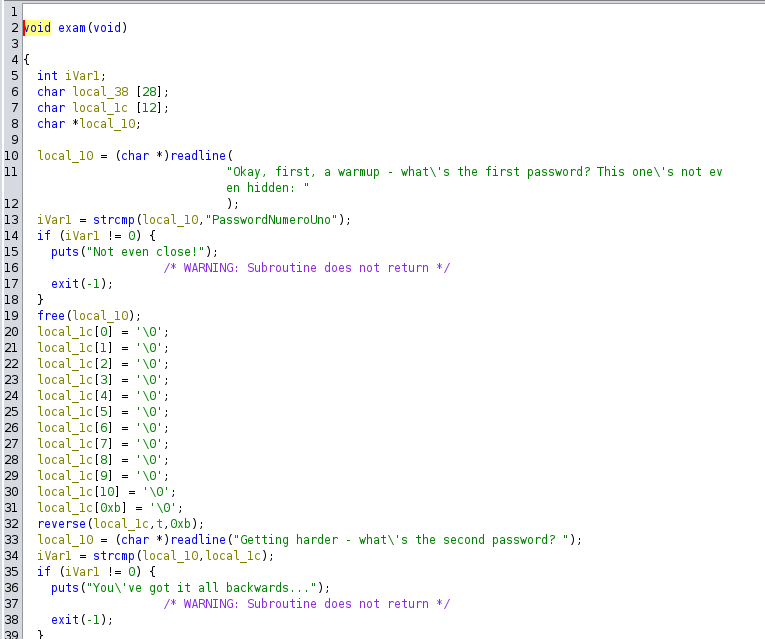 1
2 void exam(void)
3
4 {
5 int iVar1;
6 char local_38 [28];
7 char local_1c [12];
8 char *local_10;
9
10 local_10 = (char *)readline(
11 "Okay, first, a warmup - what\'s the first password? This one\'s not ev
en hidden: "
12 );
13 iVar1 = strcmp(local_10,"PasswordNumeroUno");
14 if (iVar1 != 0) {
15 puts("Not even close!");
16 /* WARNING: Subroutine does not return */
17 exit(-1);
18 }
19 free(local_10);
20 local_1c[0] = '\0';
21 local_1c[1] = '\0';
22 local_1c[2] = '\0';
23 local_1c[3] = '\0';
24 local_1c[4] = '\0';
25 local_1c[5] = '\0';
26 local_1c[6] = '\0';
27 local_1c[7] = '\0';
28 local_1c[8] = '\0';
29 local_1c[9] = '\0';
30 local_1c[10] = '\0';
31 local_1c[0xb] = '\0';
32 reverse(local_1c,t,0xb);
33 local_10 = (char *)readline("Getting harder - what\'s the second password? ");
34 iVar1 = strcmp(local_10,local_1c);
35 if (iVar1 != 0) {
36 puts("You\'ve got it all backwards...");
37 /* WARNING: Subroutine does not return */
38 exit(-1);
39 }